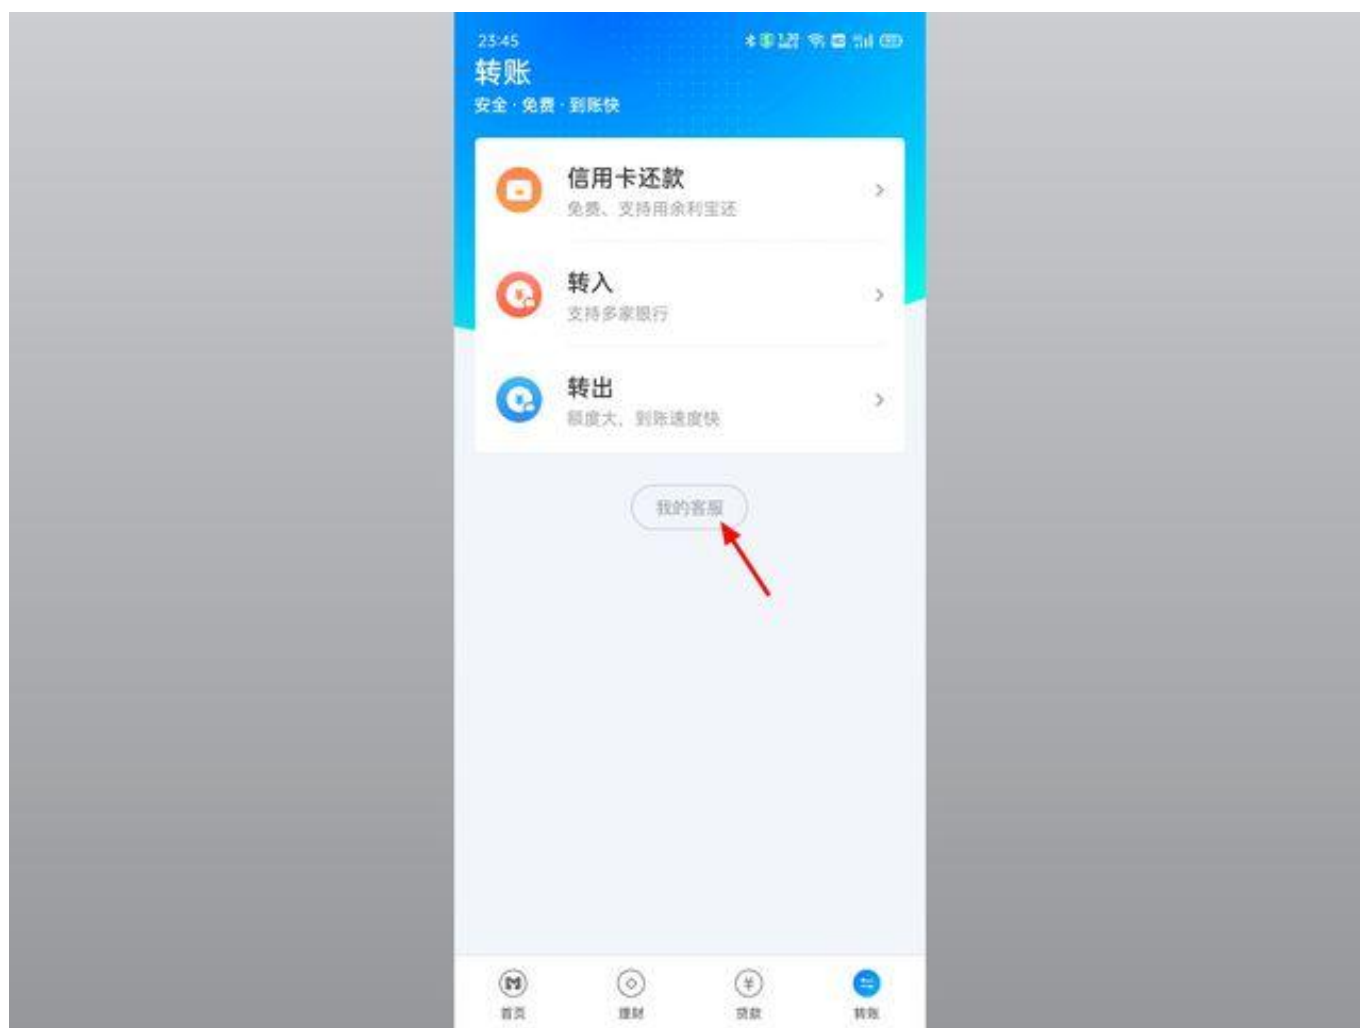 23:45
转账
安全·免费·到账快
信用卡还款
免费、支持用余利宝还
转入
支持多家银行
转出
额度大、到账速度快
我的客服
首页
理财
贷款
转账